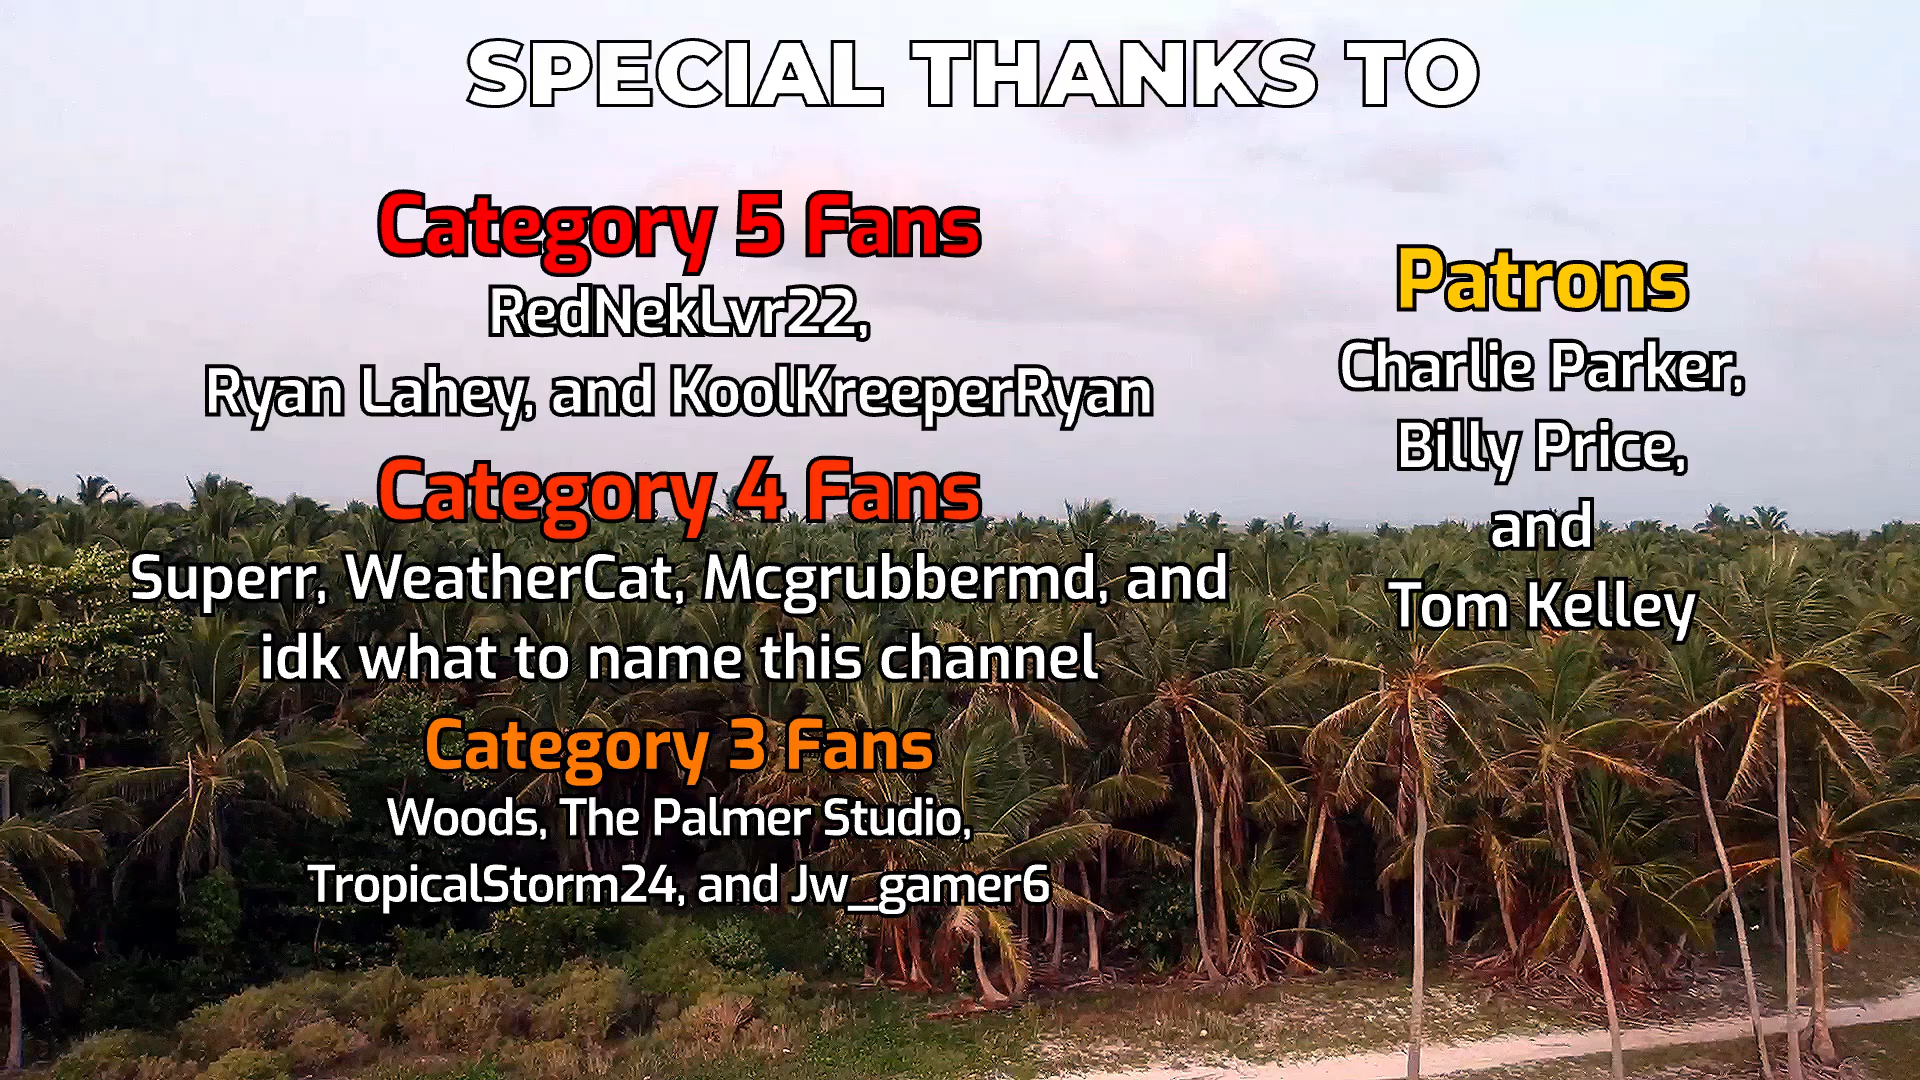 SPECIAL THANKS TO
Category 5 Fans
RedNekLvr22,
Ryan Lahey, and KoolKreeperRyan
Category 4 Fans
Superr, WeatherCat, Mcgrubbermd, and
idk what to name this channel
Category 3 Fans
Woods, The Palmer Studio,
TropicalStorm24, and Jw_gamer6
Patrons
Charlie Parker,
Billy Price,
and
Tom Kelley